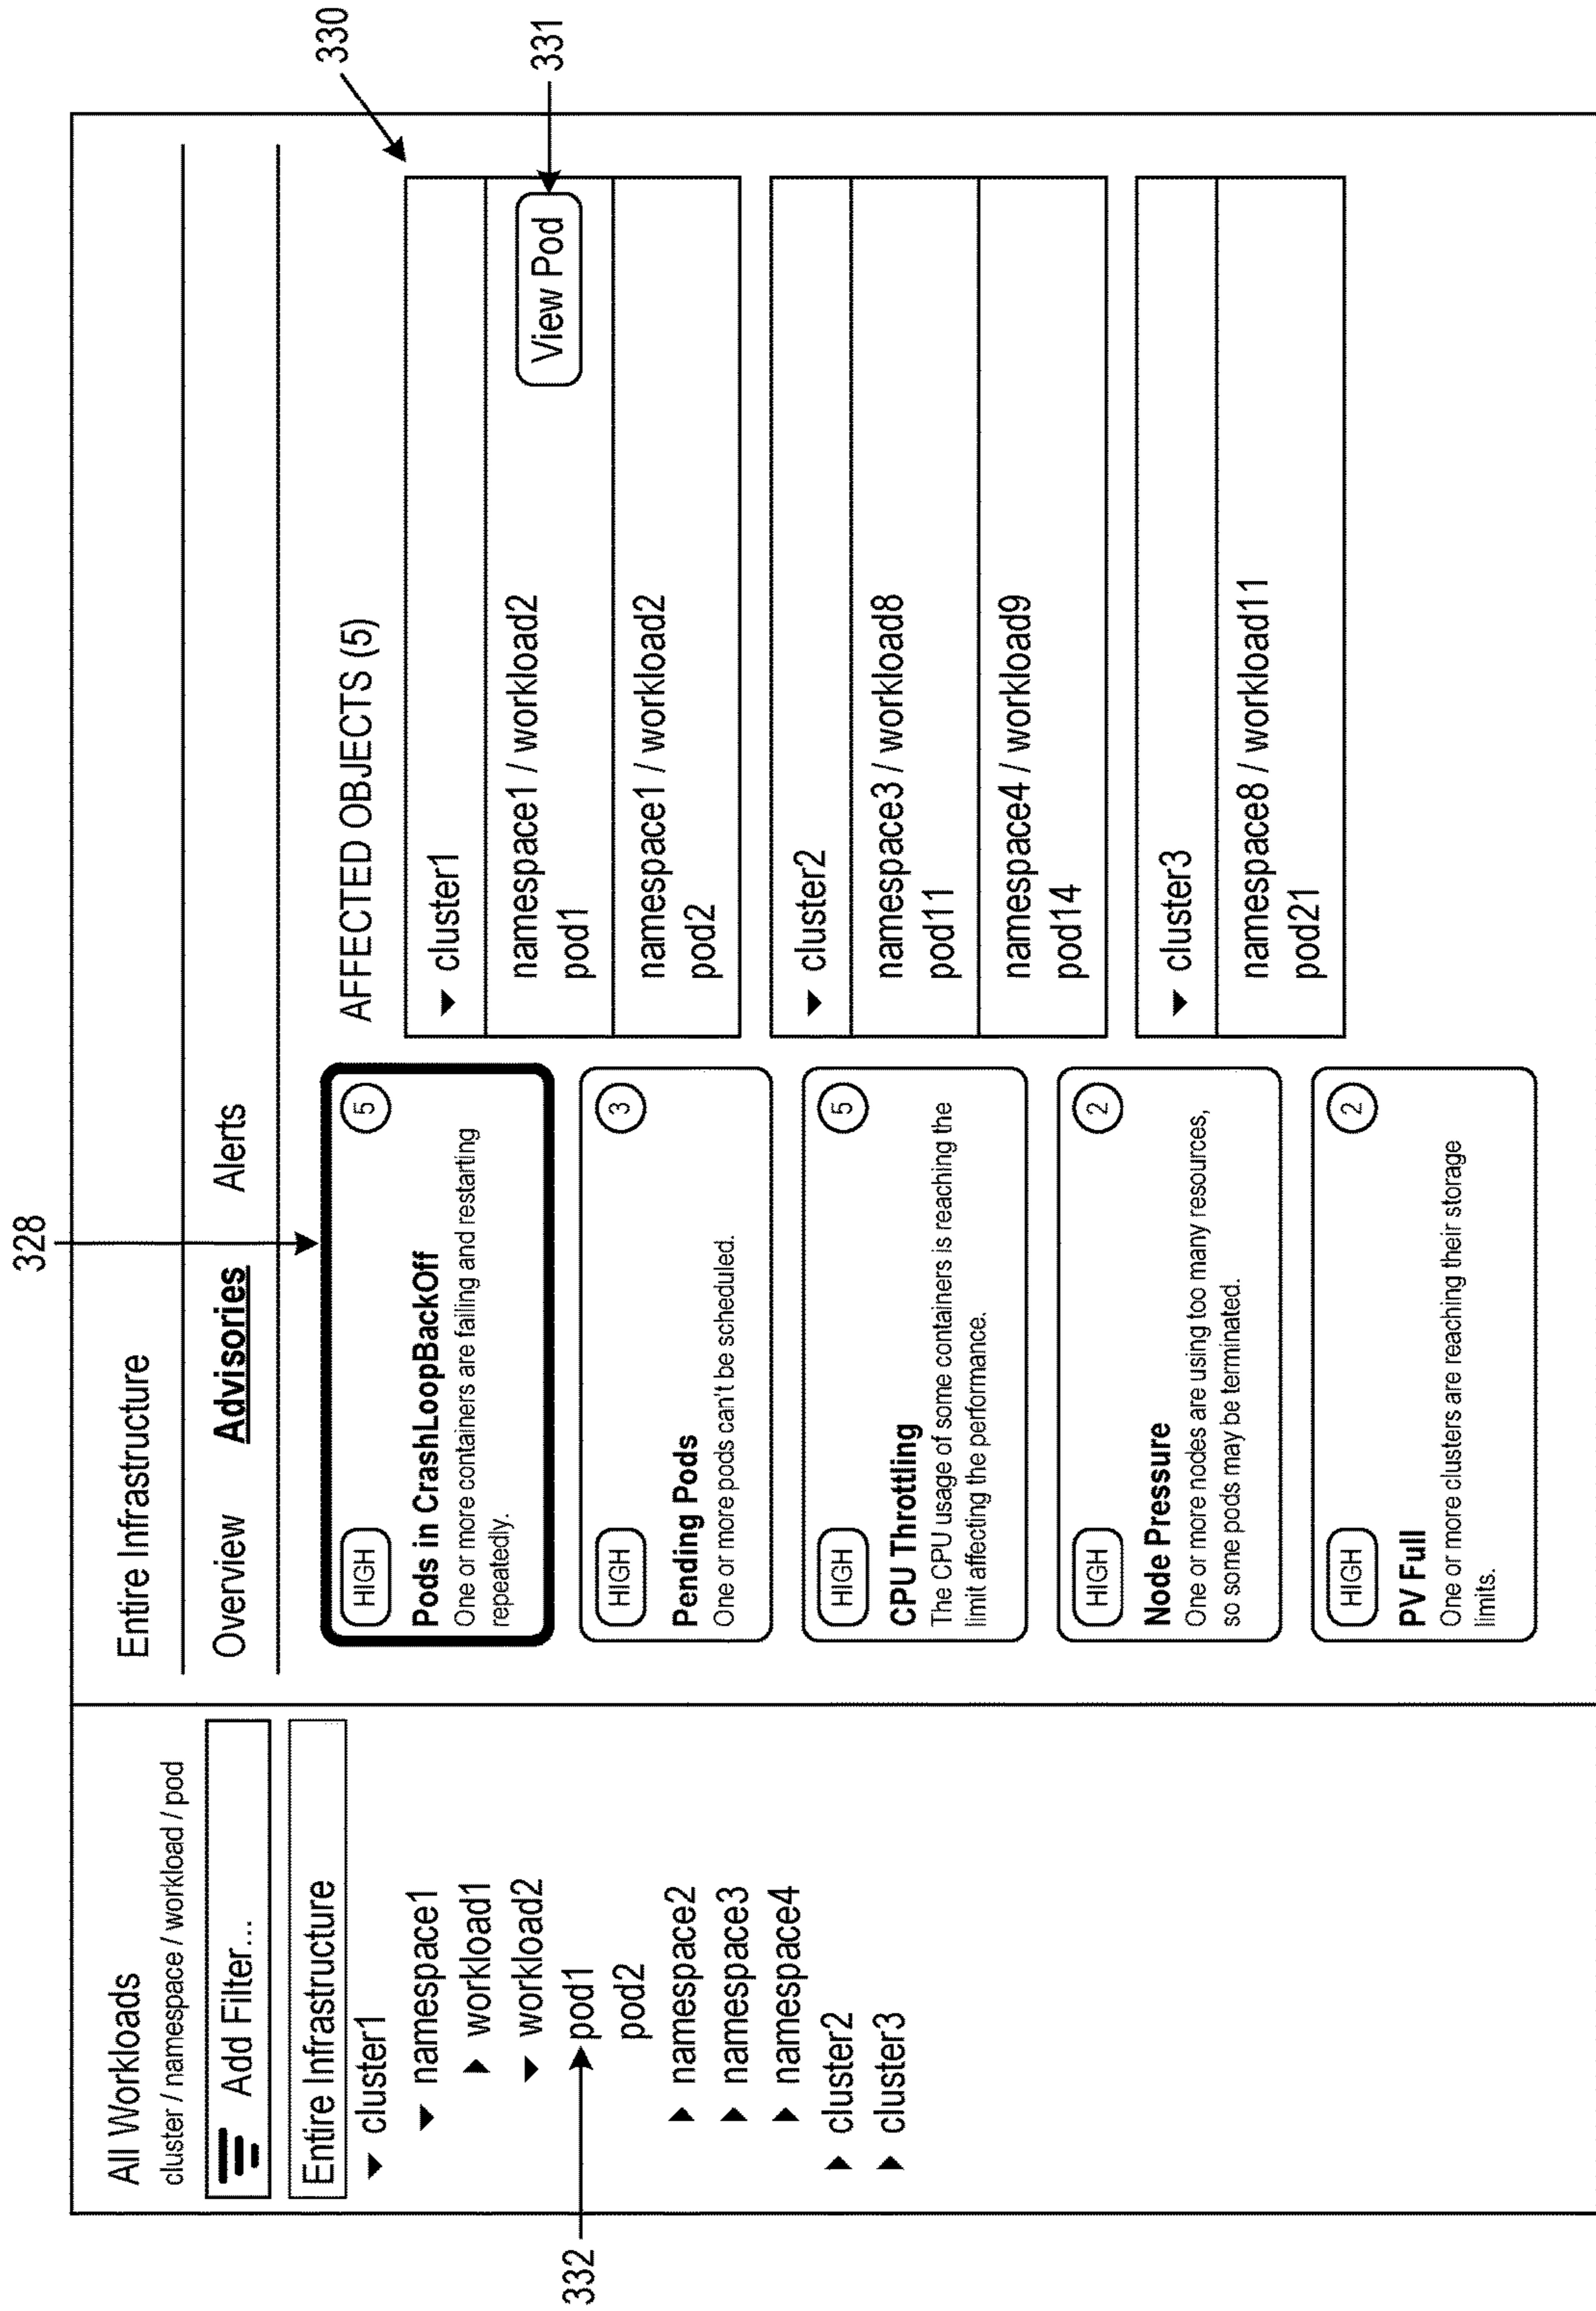 328
330
331
332
All Workloads
cluster / namespace / workload / pod
Add Filter...
Entire Infrastructure
cluster1
namespace1
workload1
workload2
pod1
pod2
namespace2
namespace3
namespace4
cluster2
cluster3
Entire Infrastructure
Overview Advisories Alerts
HIGH 5
Pods in CrashLoopBackOff
One or more containers are failing and restarting
repeatedly.
HIGH 3
Pending Pods
One or more pods can't be scheduled.
HIGH 5
CPU Throttling
The CPU usage of some containers is reaching the
limit affecting the performance.
HIGH 2
Node Pressure
One or more nodes are using too many resources,
so some pods may be terminated.
HIGH 2
PV Full
One or more clusters are reaching their storage
limits.
AFFECTED OBJECTS (5)
cluster1
namespace1 / workload2
pod1
View Pod
namespace1 / workload2
pod2
cluster2
namespace3 / workload8
pod11
namespace4 / workload9
pod14
cluster3
namespace8 / workload11
pod21